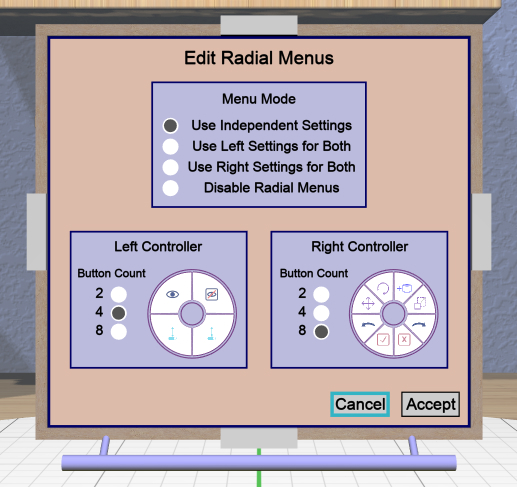 Edit Radial Menus
Menu Mode
Use Independent Settings
Use Left Settings for Both
Use Right Settings for Both
Disable Radial Menus
Left Controller
Button Count
2
4
8
Right Controller
Button Count
2
4
8
Cancel
Accept